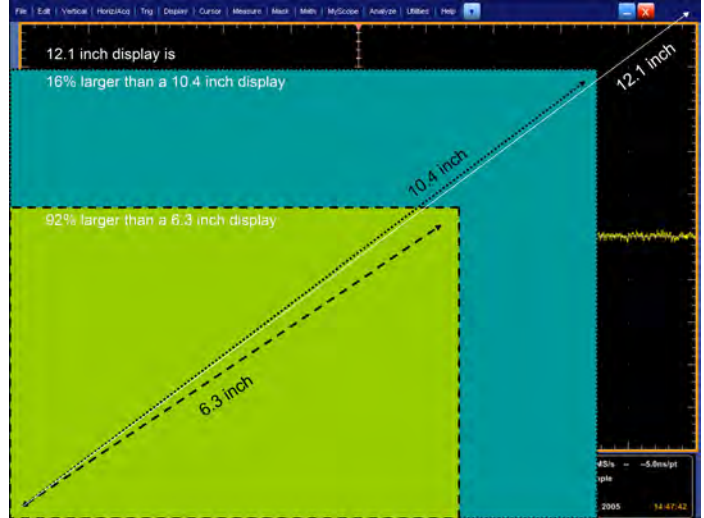 File | Edit | Vertical | Horiz/Acq | Trig | Display | Cursor | Measure | Mask | Math | MyScope | Analyze | Utilities | Help
12.1 inch display is
16% larger than a 10.4 inch display
12.1 inch
10.4 inch
92% larger than a 6.3 inch display
6.3 inch
MS/s -- --5.0ns/pt
2005 14:47:42